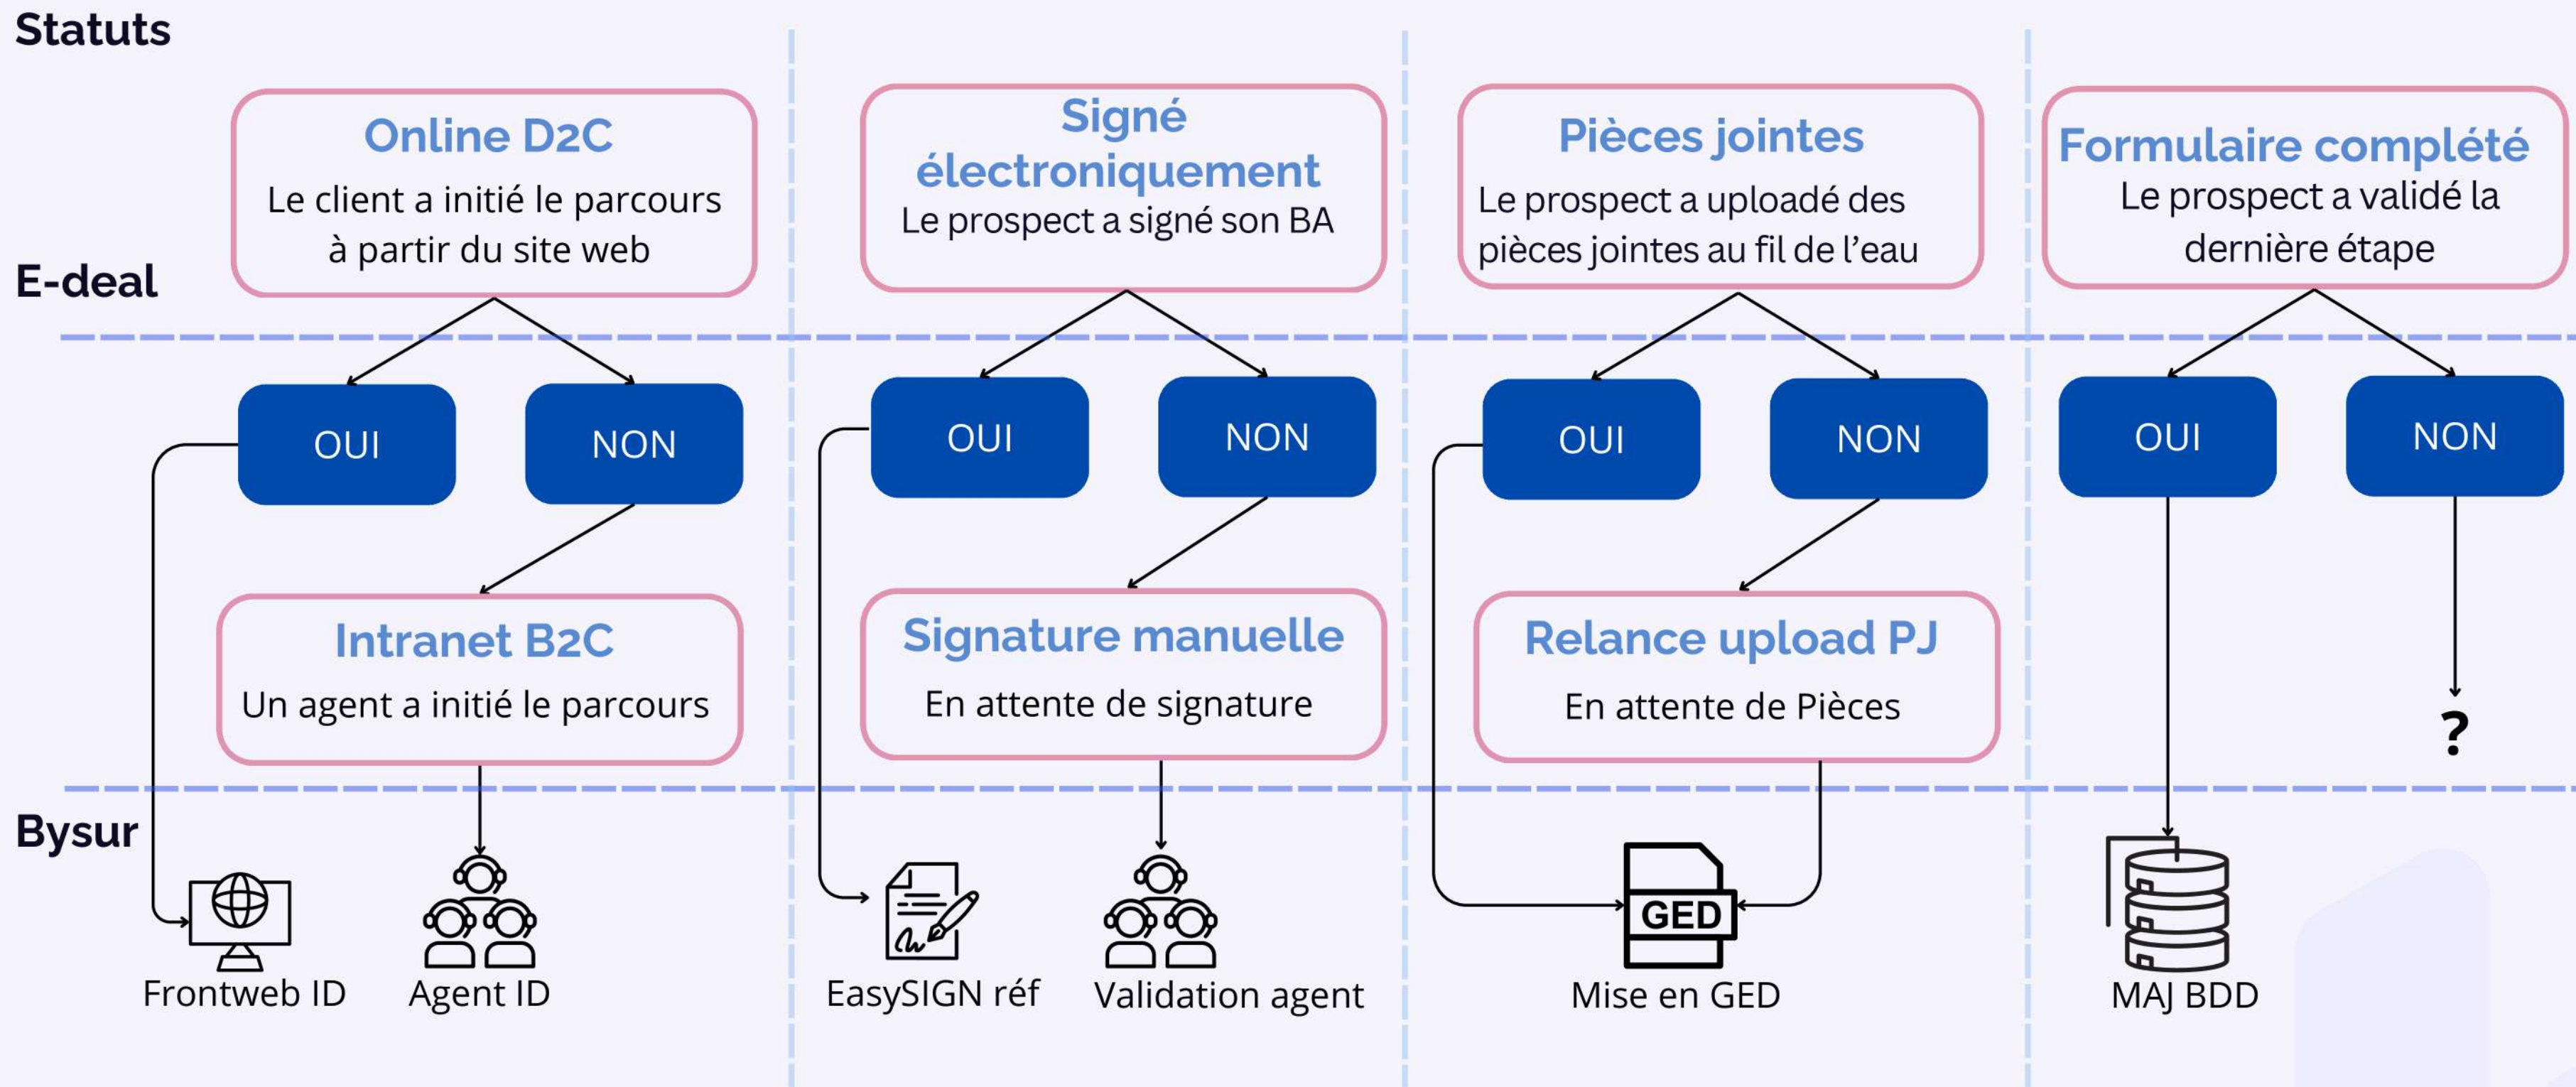 Statuts
Online D2C
Le client a initié le parcours
à partir du site web
Signé
électroniquement
Le prospect a signé son BA
Pièces jointes
Le prospect a uploadé des
pièces jointes au fil de l’eau
Formulaire complété
Le prospect a validé la
dernière étape
E-deal
OUI
NON
OUI
NON
OUI
NON
OUI
NON
Intranet B2C
Un agent a initié le parcours
Signature manuelle
En attente de signature
Relance upload PJ
En attente de Pièces
?
Bysur
GED
Frontweb ID
Agent ID
EasySIGN réf
Validation agent
Mise en GED
MAJ BDD